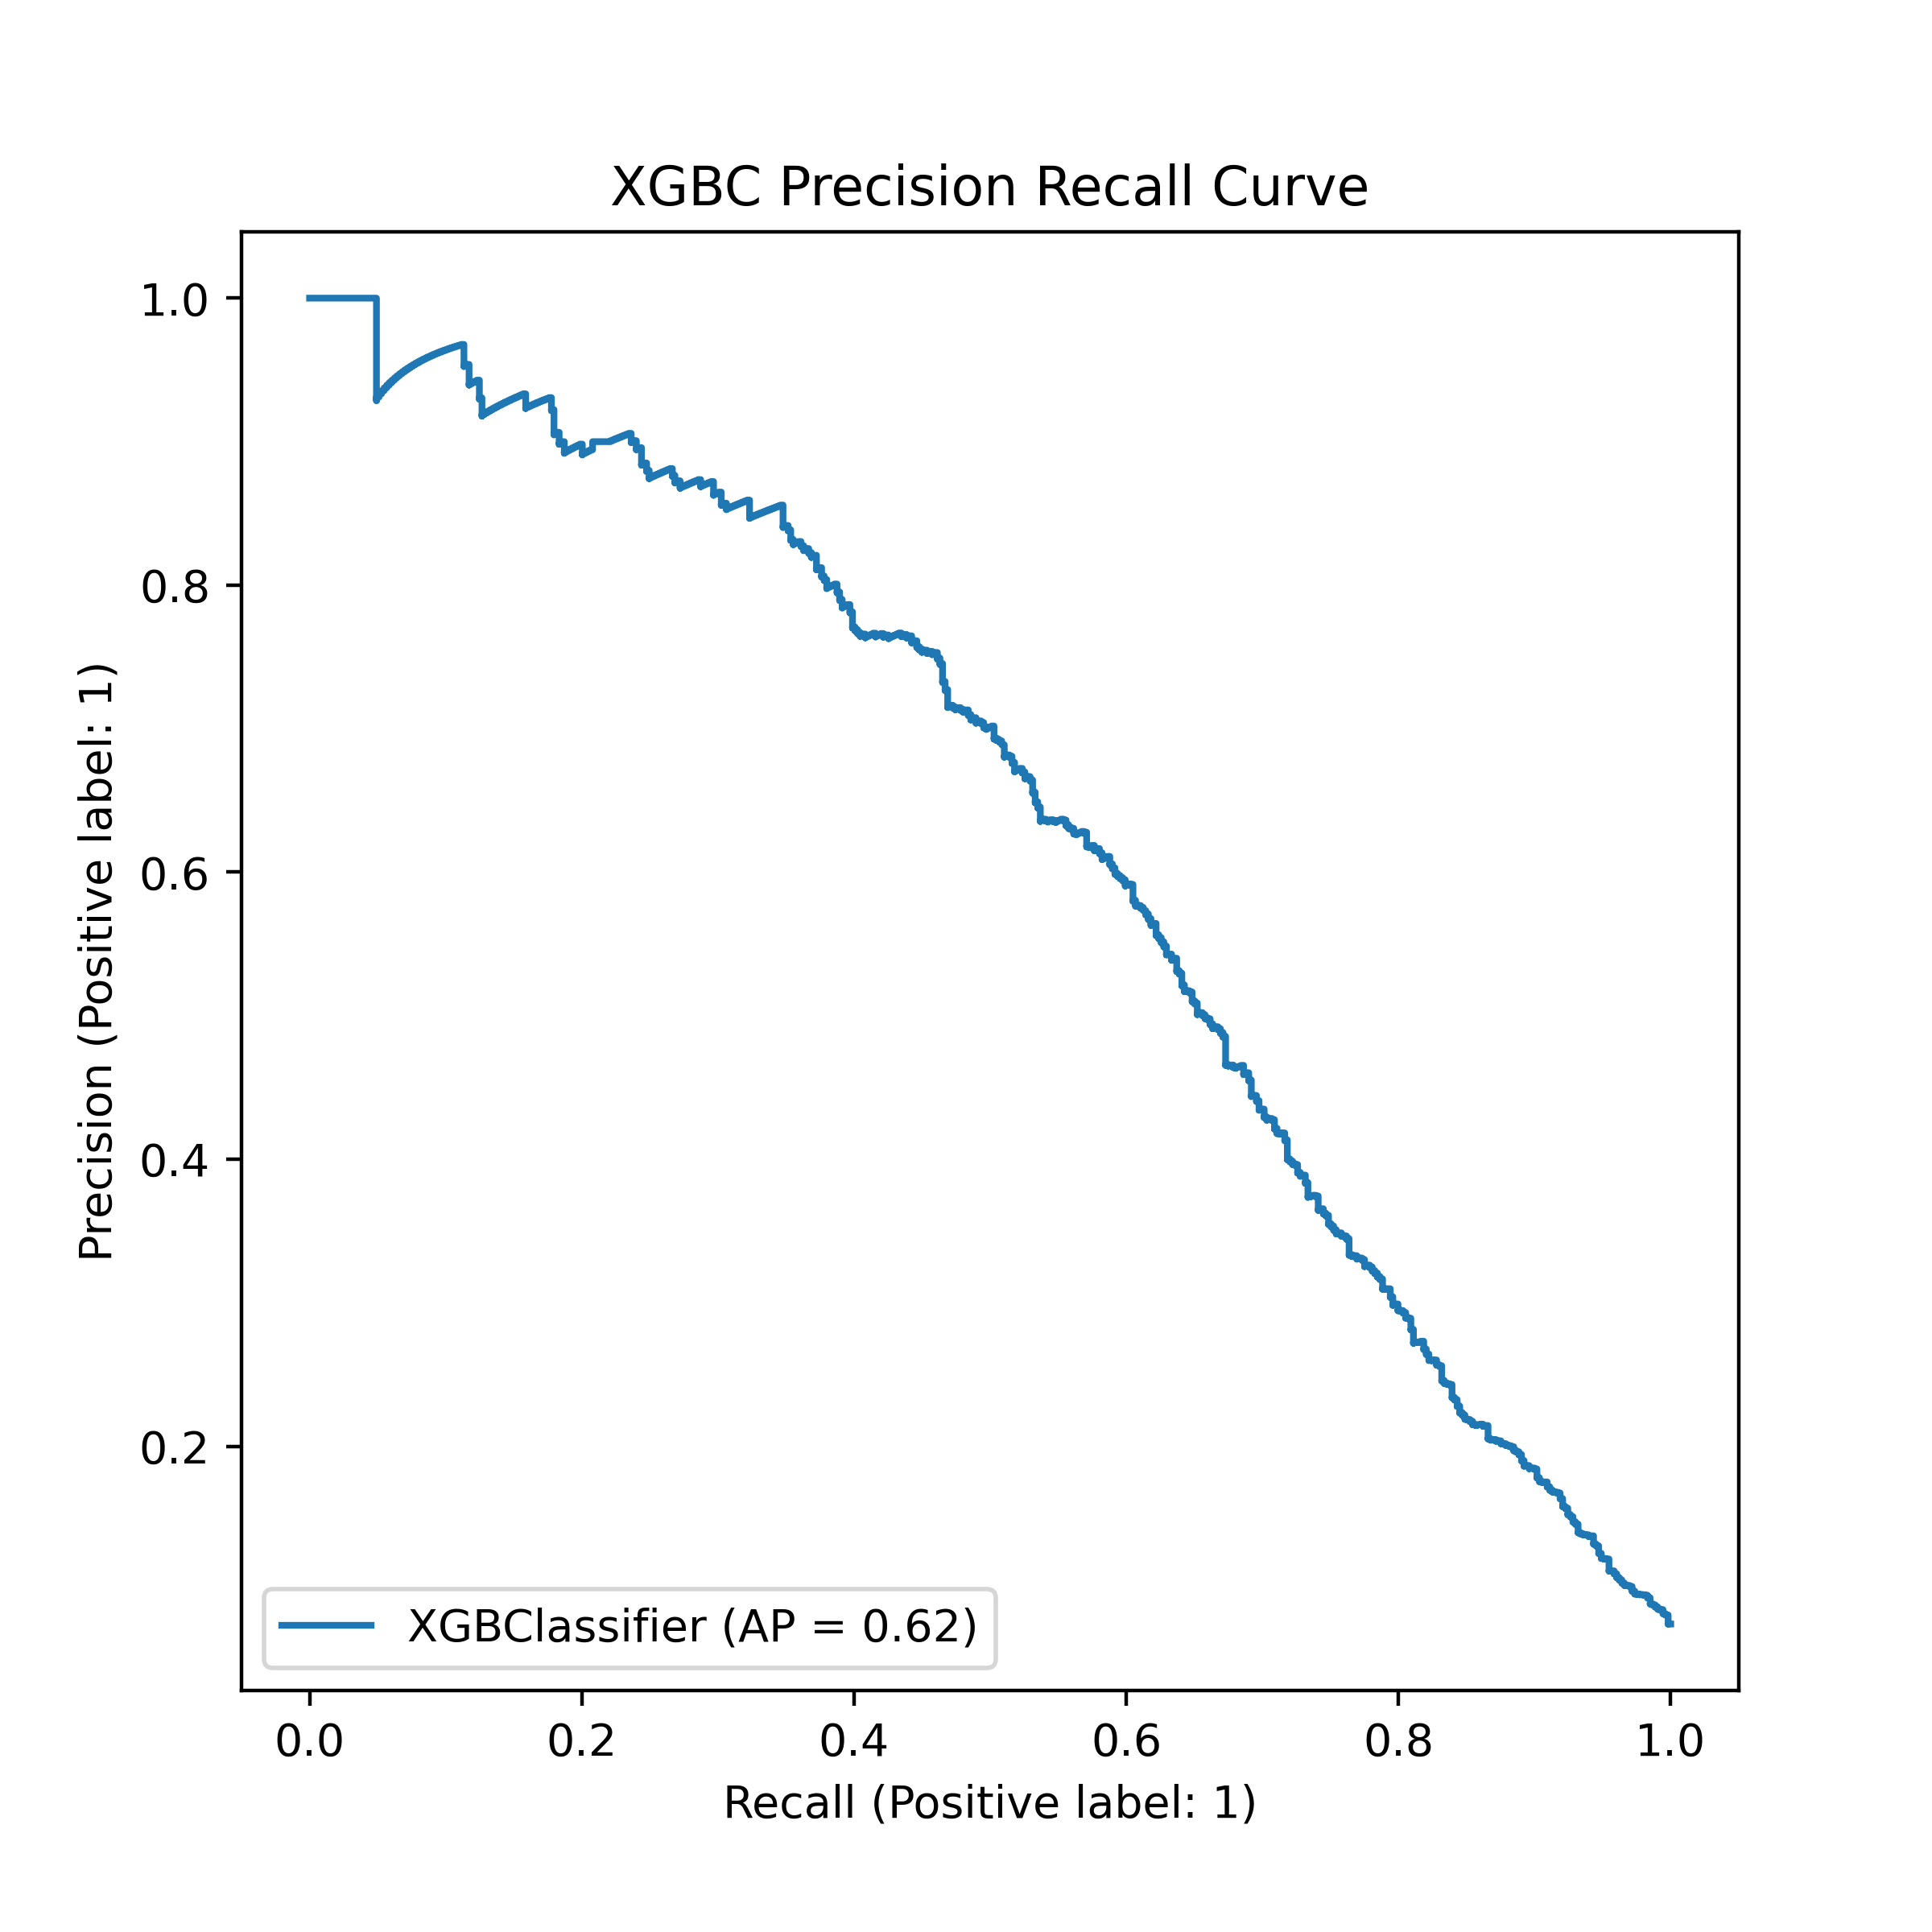 XGBC Precision Recall Curve
1.0
0.8
0.6
0.4
0.2
Precision (Positive label: 1)
XGBClassifier (AP = 0.62)
0.0 0.2 0.4 0.6 0.8 1.0
Recall (Positive label: 1)